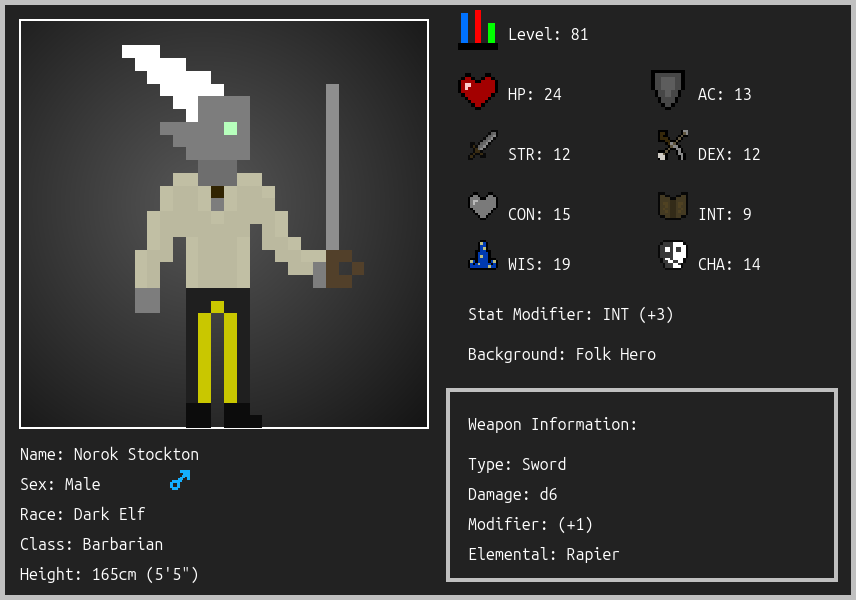 Level: 81
HP: 24
AC: 13
STR: 12
DEX: 12
CON: 15
INT: 9
WIS: 19
CHA: 14
Stat Modifier: INT (+3)
Background: Folk Hero
Name: Norok Stockton
Sex: Male
Race: Dark Elf
Class: Barbarian
Height: 165cm (5'5")
Weapon Information:
Type: Sword
Damage: d6
Modifier: (+1)
Elemental: Rapier